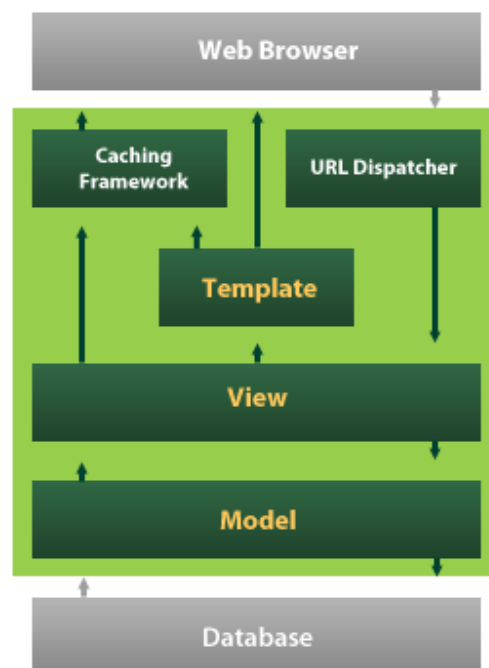 Web Browser
Caching
Framework
URL Dispatcher
Template
View
Model
Database